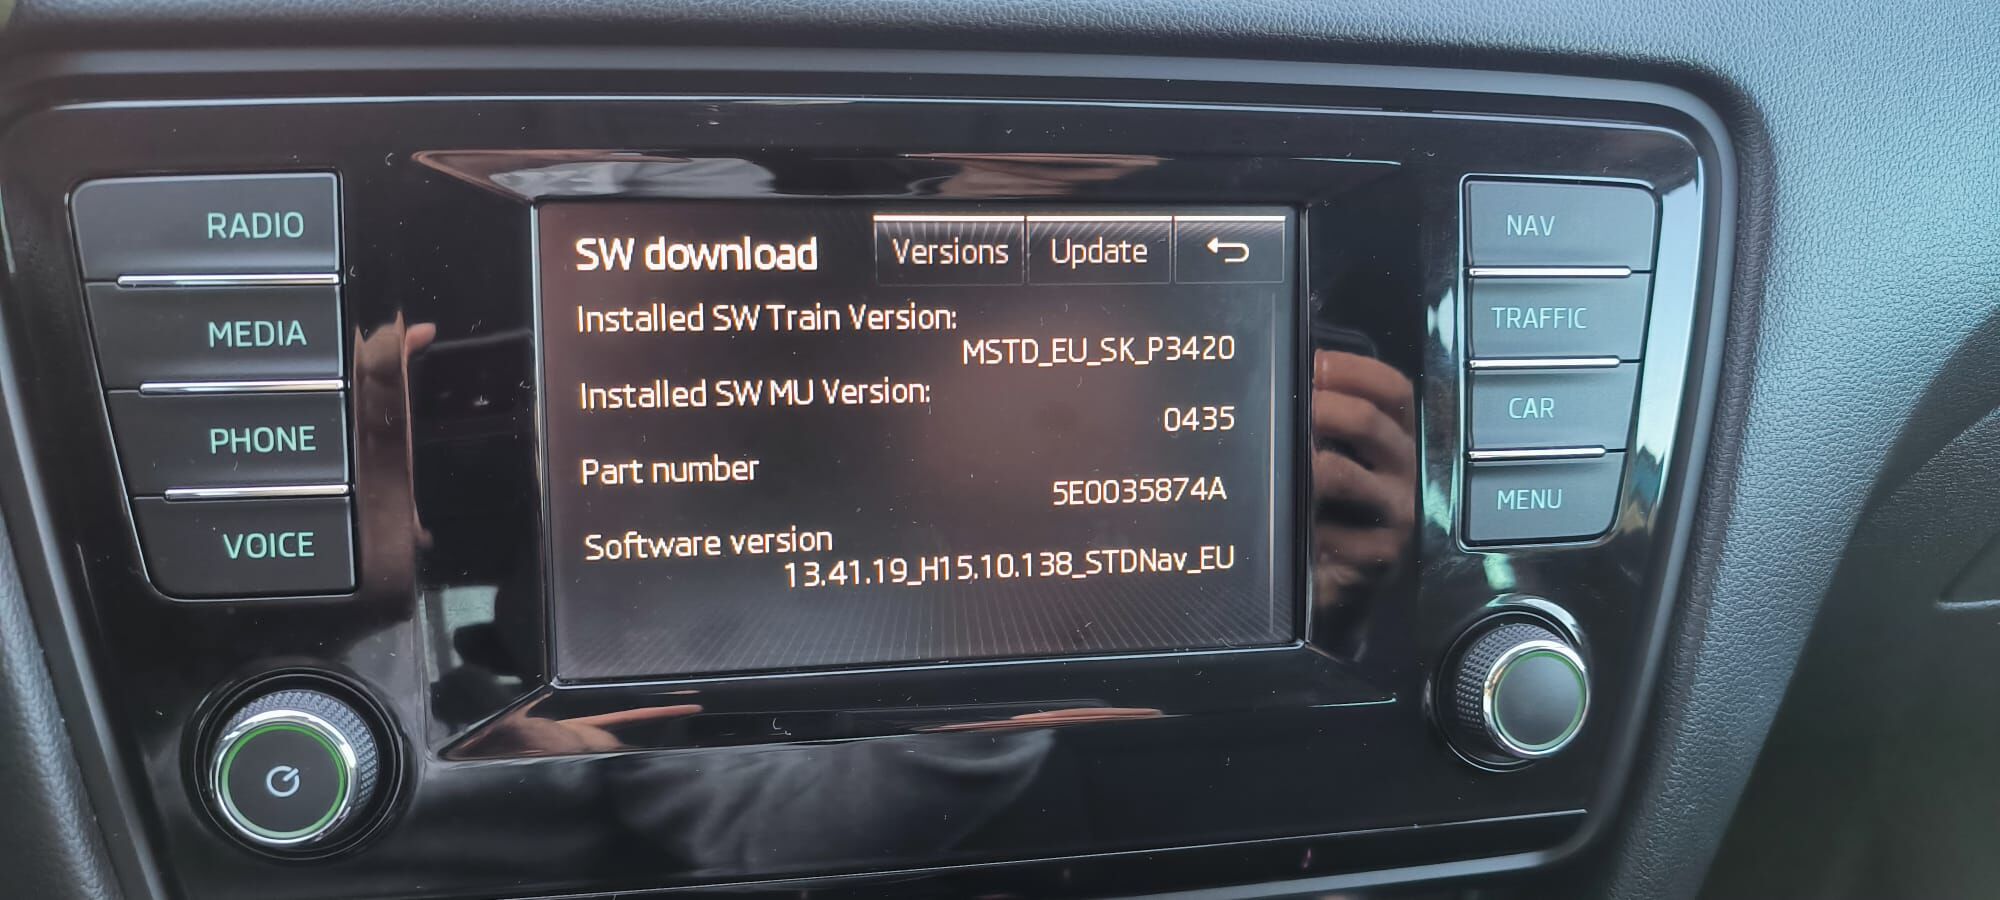 RADIO
MEDIA
PHONE
VOICE
SW download
Versions
Update
Installed SW Train Version:
MSTD_EU_SK_P3420
Installed SW MU Version:
0435
Part number
5E0035874A
Software version
13.41.19_H15.10.138_STDNav_EU
NAV
TRAFFIC
CAR
MENU